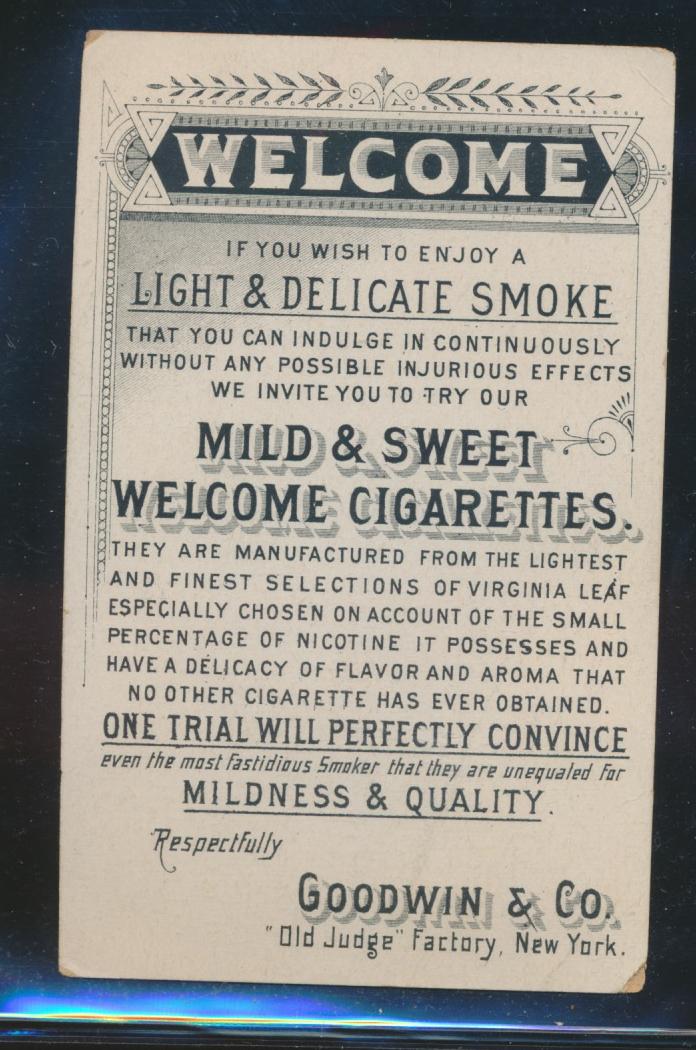 WELCOME
IF YOU WISH TO ENJOY A
LIGHT & DELICATE SMOKE
THAT YOU CAN INDULGE IN CONTINUOUSLY
WITHOUT ANY POSSIBLE INJURIOUS EFFECTS
WE INVITE YOU TO TRY OUR
MILD & SWEET
WELCOME CIGARETTES.
THEY ARE MANUFACTURED FROM THE LIGHTEST
AND FINEST SELECTIONS OF VIRGINIA LEAF
ESPECIALLY CHOSEN ON ACCOUNT OF THE SMALL
PERCENTAGE OF NICOTINE IT POSSESSES AND
HAVE A DELICACY OF FLAVOR AND AROMA THAT
NO OTHER CIGARETTE HAS EVER OBTAINED.
ONE TRIAL WILL PERFECTLY CONVINCE
even the most Fastidious Smoker that they are unequaled for
MILDNESS & QUALITY.
Respectfully
GOODWIN & CO.
"Old Judge" Factory, New York.